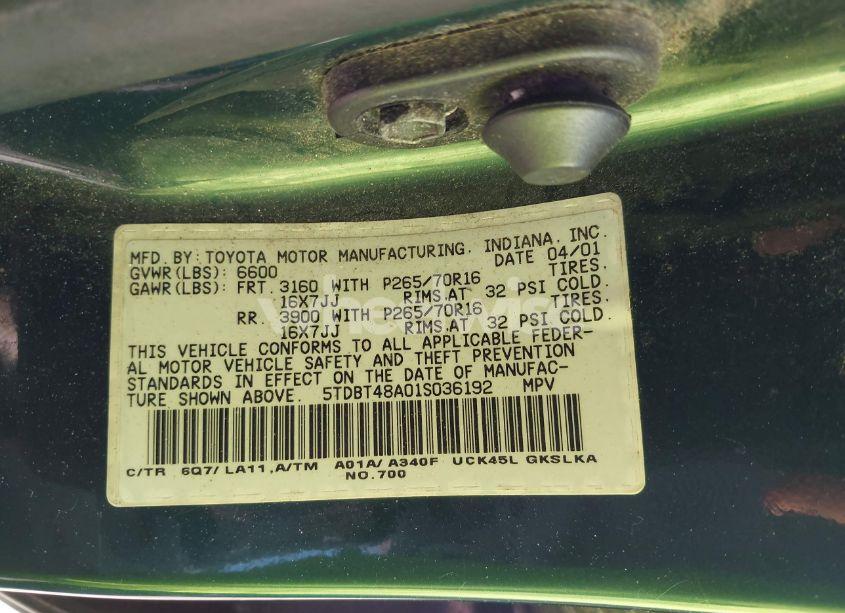 MFD. BY: TOYOTA MOTOR MANUFACTURING. INDIANA, INC.
GVWR(LBS): 6600 DATE 04/01
GAWR(LBS): FRT. 3160 WITH P265/70R16 TIRES.
16X7JJ RIMS.AT 32 PSI COLD.
RR. 3900 WITH P265/70R16 TIRES.
16X7JJ RIMS.AT 32 PSI COLD.
THIS VEHICLE CONFORMS TO ALL APPLICABLE FEDER-
AL MOTOR VEHICLE SAFETY AND THEFT PREVENTION
STANDARDS IN EFFECT ON THE DATE OF MANUFAC-
TURE SHOWN ABOVE. 5TDBT48A01S036192 MPV
C/TR 6Q7/ LA11,A/TM A01A/ A340F UCK45L GKSLKA
NO.700